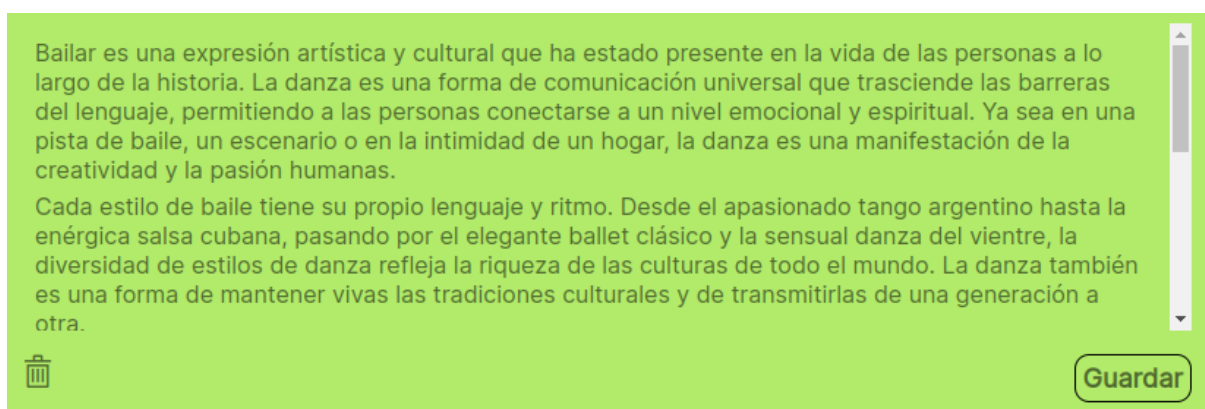 Bailar es una expresión artística y cultural que ha estado presente en la vida de las personas a lo
largo de la historia. La danza es una forma de comunicación universal que trasciende las barreras
del lenguaje, permitiendo a las personas conectarse a un nivel emocional y espiritual. Ya sea en una
pista de baile, un escenario o en la intimidad de un hogar, la danza es una manifestación de la
creatividad y la pasión humanas.
Cada estilo de baile tiene su propio lenguaje y ritmo. Desde el apasionado tango argentino hasta la
enérgica salsa cubana, pasando por el elegante ballet clásico y la sensual danza del vientre, la
diversidad de estilos de danza refleja la riqueza de las culturas de todo el mundo. La danza también
es una forma de mantener vivas las tradiciones culturales y de transmitirlas de una generación a
otra.
Guardar